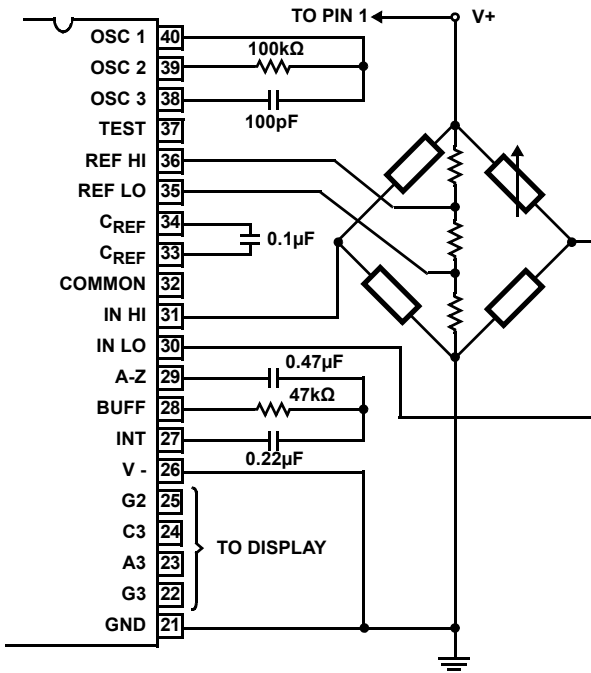 TO PIN 1 V+
OSC 1 40
100kΩ
OSC 2 39
OSC 3 38
100pF
TEST 37
REF HI 36
REF LO 35
CREF 34
0.1µF
CREF 33
COMMON 32
IN HI 31
IN LO 30
0.47µF
A-Z 29
47kΩ
BUFF 28
INT 27
0.22µF
V - 26
G2 25
C3 24
TO DISPLAY
A3 23
G3 22
GND 21